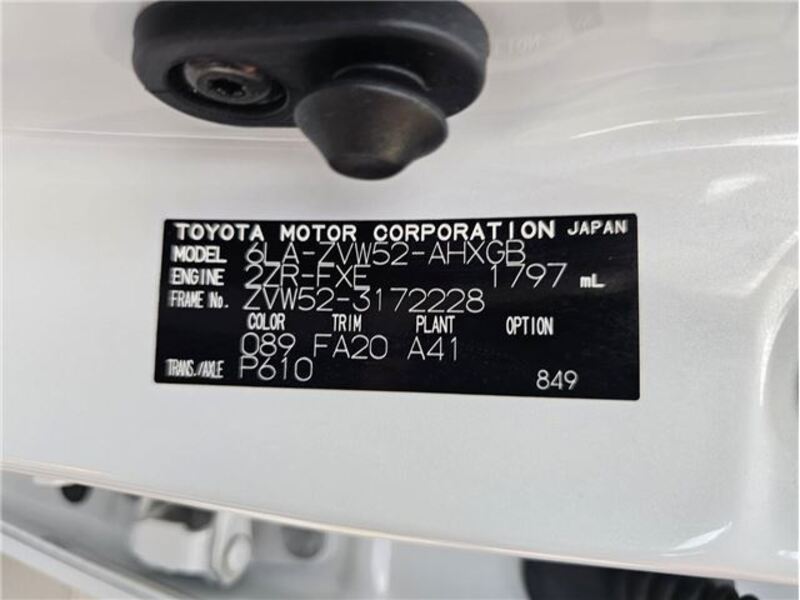 TOYOTA MOTOR CORPORATION JAPAN
MODEL 6LA-ZVW52-AHXGB
ENGINE 2ZR-FXE 1797 mL
FRAME No. ZVW52-3172228
COLOR TRIM PLANT OPTION
089 FA20 A41
TRANS./AXLE P610 849